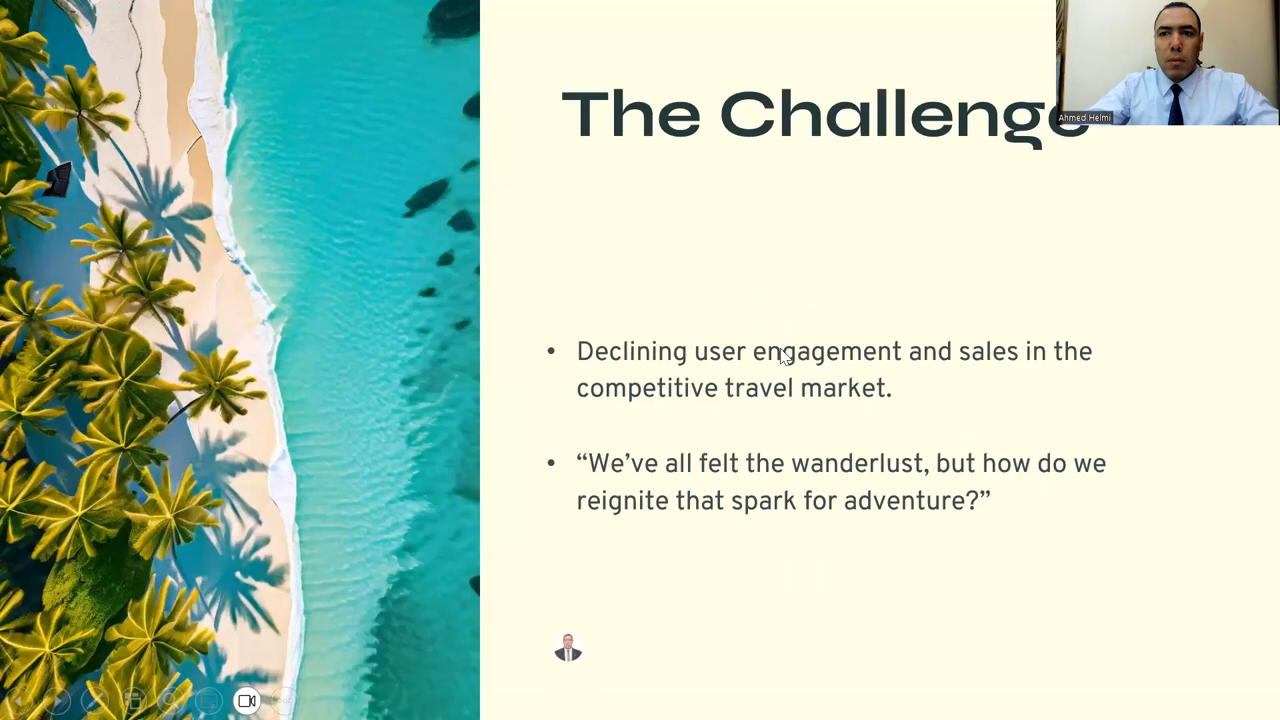 The Challenge
Ahmed Helmi
• Declining user engagement and sales in the
competitive travel market.
• “We’ve all felt the wanderlust, but how do we
reignite that spark for adventure?”